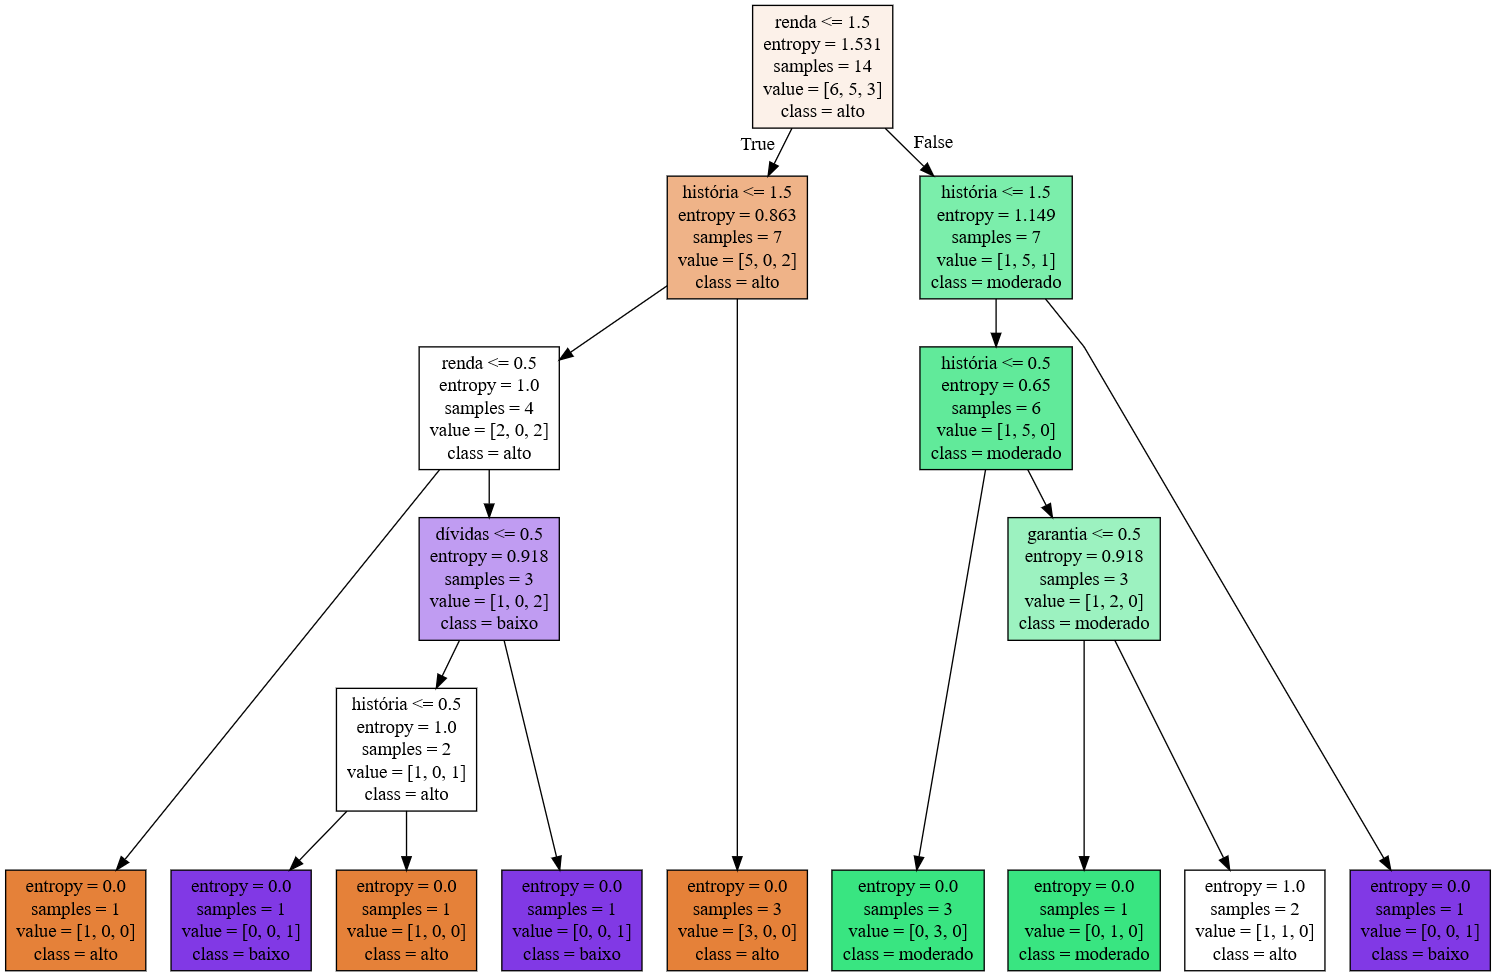 renda <= 1.5
entropy = 1.531
samples = 14
value = [6, 5, 3]
class = alto
True
False
história <= 1.5
entropy = 0.863
samples = 7
value = [5, 0, 2]
class = alto
história <= 1.5
entropy = 1.149
samples = 7
value = [1, 5, 1]
class = moderado
renda <= 0.5
entropy = 1.0
samples = 4
value = [2, 0, 2]
class = alto
história <= 0.5
entropy = 0.65
samples = 6
value = [1, 5, 0]
class = moderado
dívidas <= 0.5
entropy = 0.918
samples = 3
value = [1, 0, 2]
class = baixo
garantia <= 0.5
entropy = 0.918
samples = 3
value = [1, 2, 0]
class = moderado
história <= 0.5
entropy = 1.0
samples = 2
value = [1, 0, 1]
class = alto
entropy = 0.0
samples = 1
value = [1, 0, 0]
class = alto
entropy = 0.0
samples = 1
value = [0, 0, 1]
class = baixo
entropy = 0.0
samples = 1
value = [1, 0, 0]
class = alto
entropy = 0.0
samples = 1
value = [0, 0, 1]
class = baixo
entropy = 0.0
samples = 3
value = [3, 0, 0]
class = alto
entropy = 0.0
samples = 3
value = [0, 3, 0]
class = moderado
entropy = 0.0
samples = 1
value = [0, 1, 0]
class = moderado
entropy = 1.0
samples = 2
value = [1, 1, 0]
class = alto
entropy = 0.0
samples = 1
value = [0, 0, 1]
class = baixo